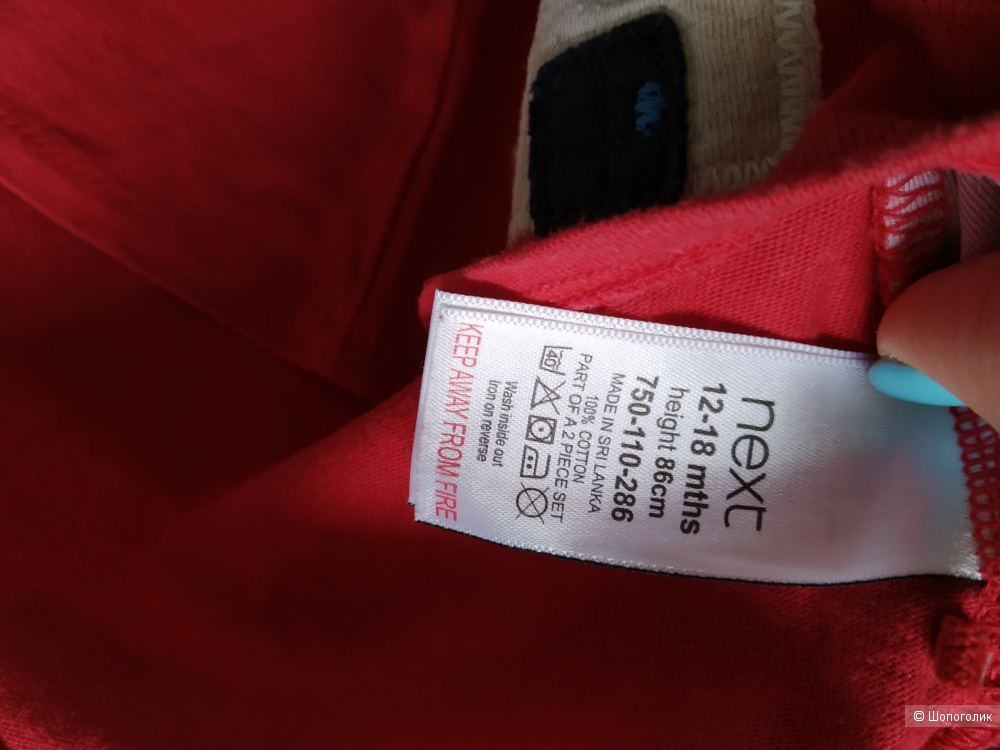 next
12-18 mths
height 86cm
750-110-286
MADE IN SRI LANKA
100% COTTON
PART OF A 2 PIECE SET
40
Wash inside out
Iron on reverse
KEEP AWAY FROM FIRE
© Шопоголик